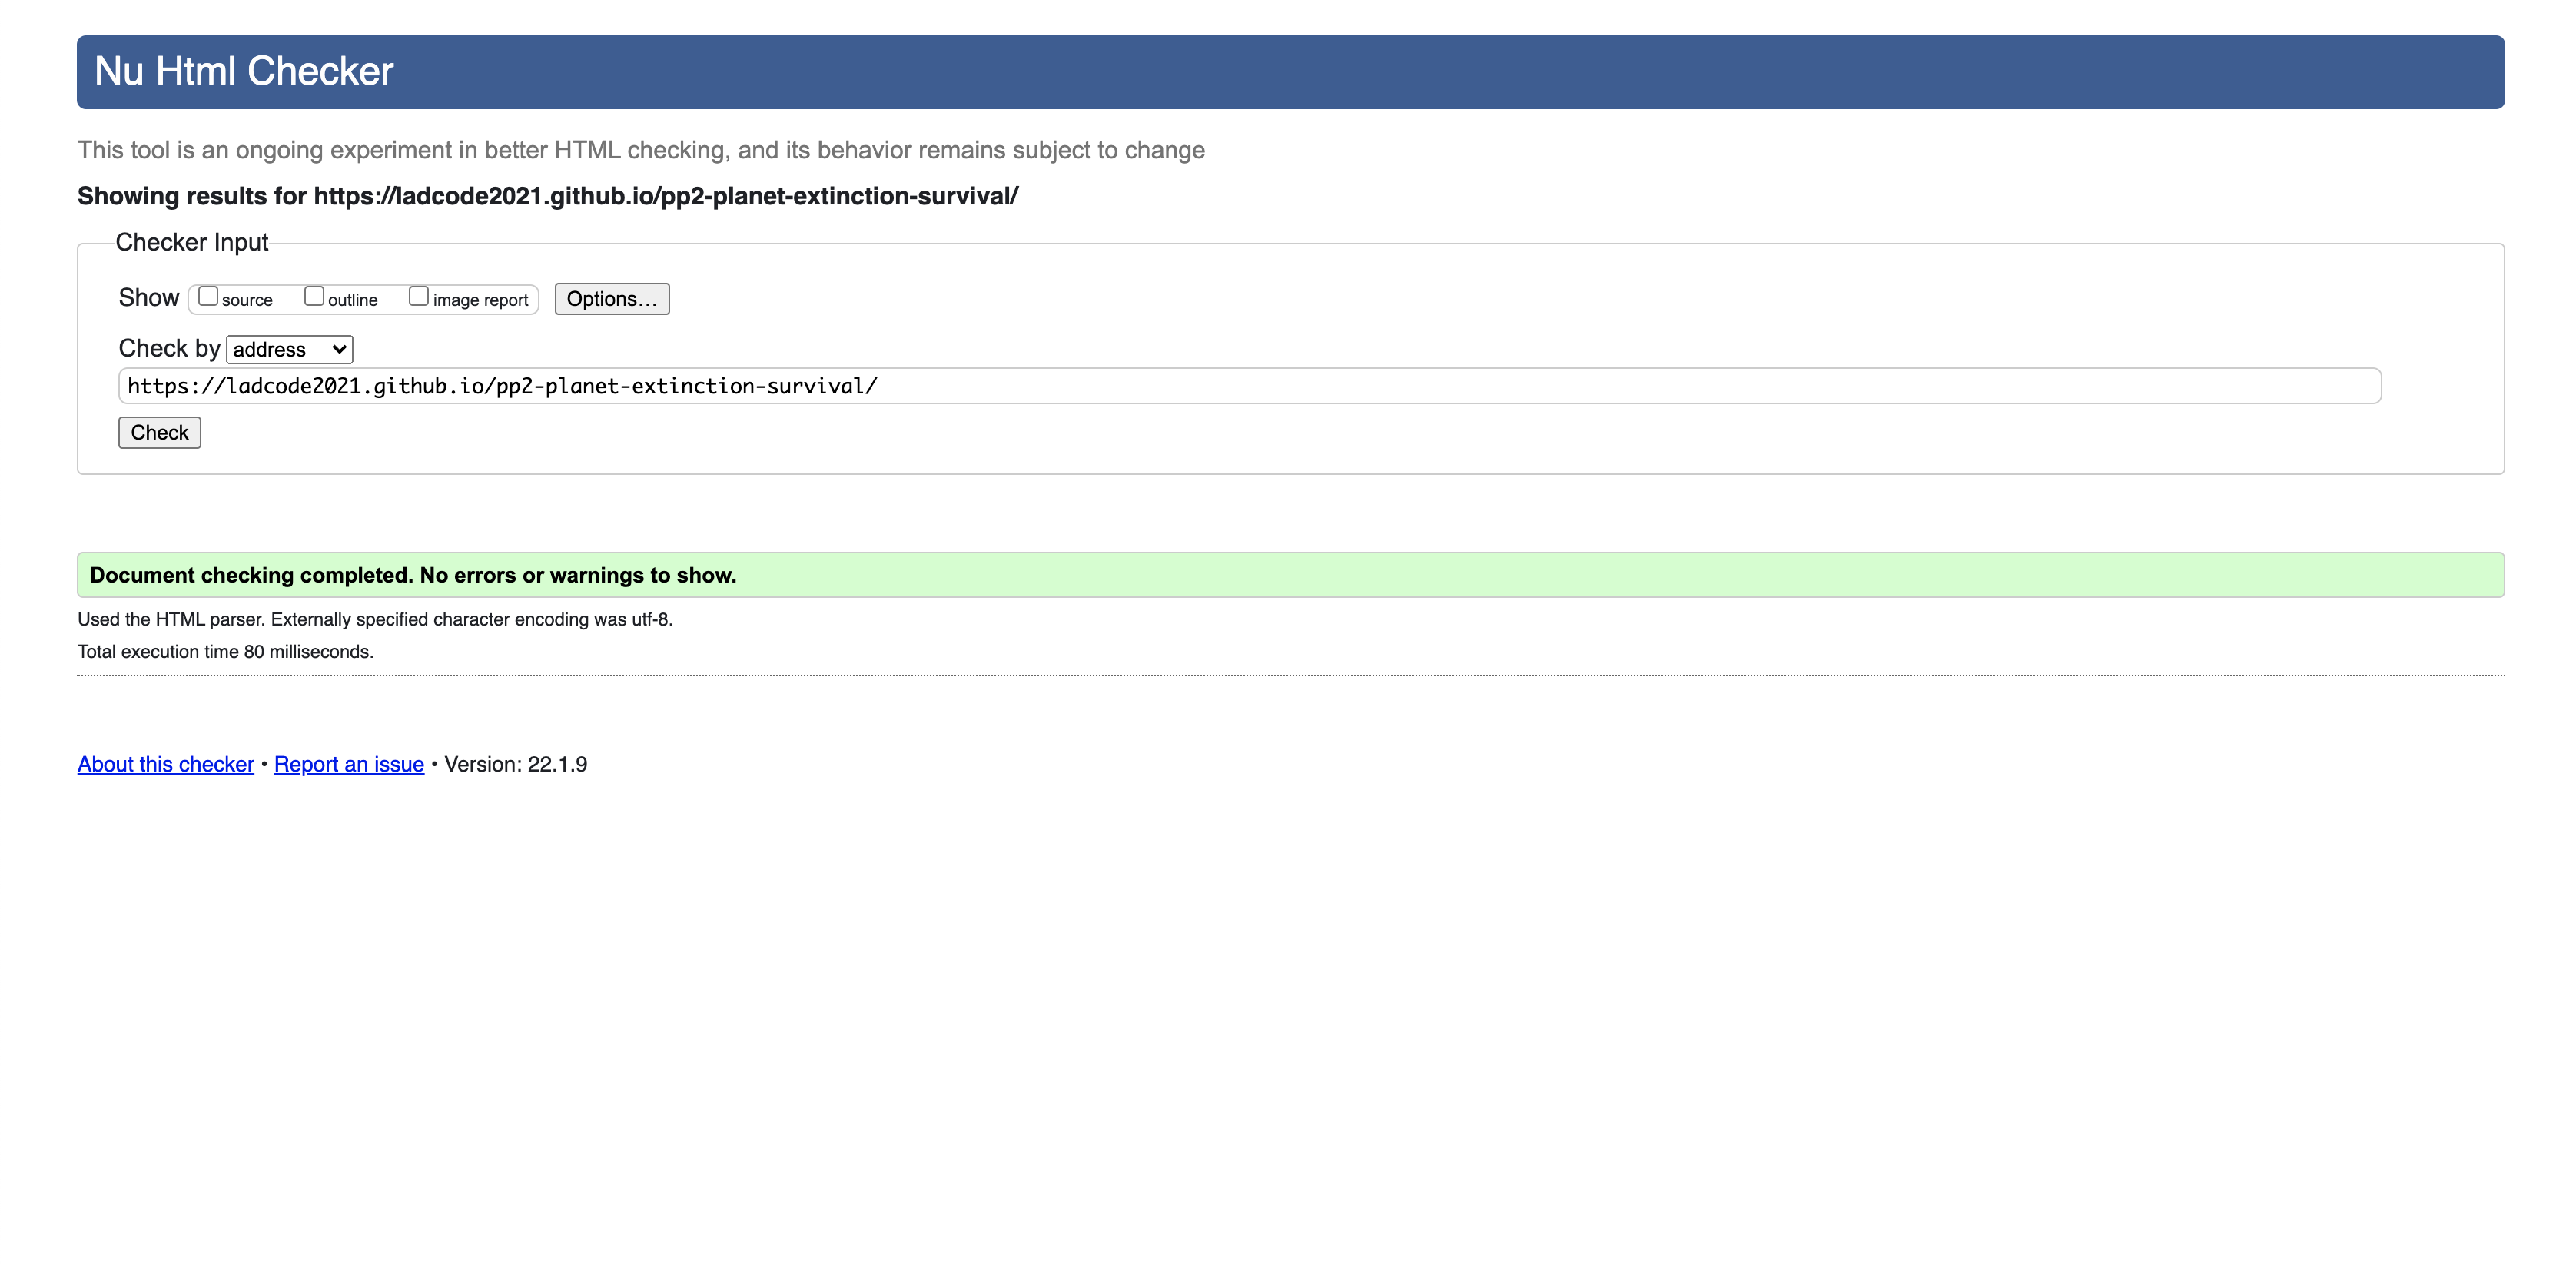 Nu Html Checker
This tool is an ongoing experiment in better HTML checking, and its behavior remains subject to change
Showing results for https://ladcode2021.github.io/pp2-planet-extinction-survival/
Checker Input
Show source outline image report Options...
Check by address
https://ladcode2021.github.io/pp2-planet-extinction-survival/
Check
Document checking completed. No errors or warnings to show.
Used the HTML parser. Externally specified character encoding was utf-8.
Total execution time 80 milliseconds.
About this checker • Report an issue • Version: 22.1.9